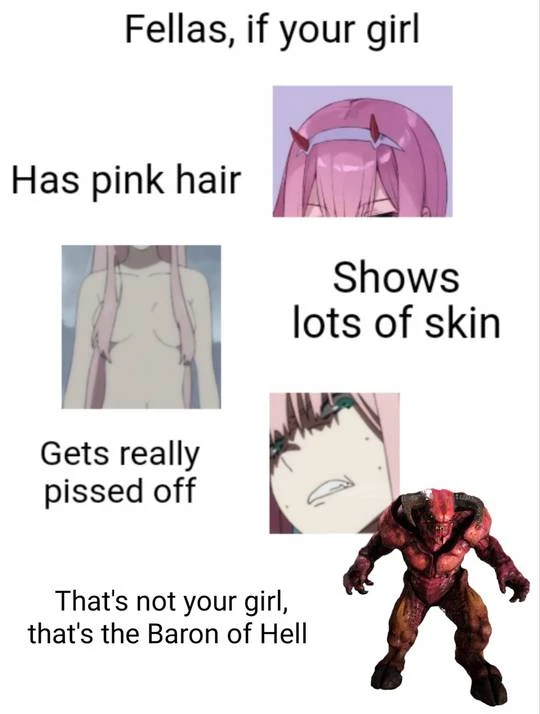 Fellas, if your girl
Has pink hair
Shows
lots of skin
Gets really
pissed off
That's not your girl,
that's the Baron of Hell